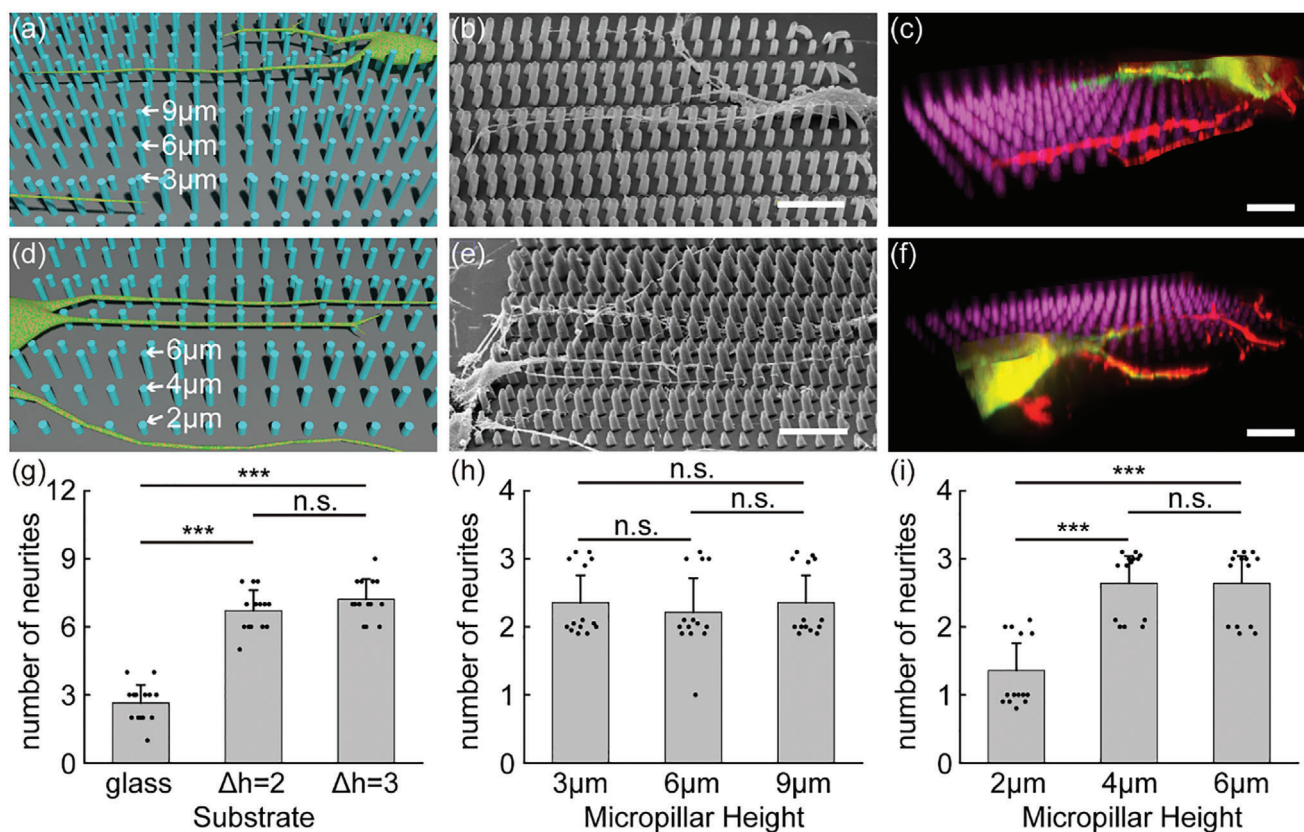 (a)
9μm
6μm
3μm
(b)
(c)
(d)
6μm
4μm
2μm
(e)
(f)
(g)
number of neurites
12
9
6
3
0
***
***
n.s.
glass
Δh=2
Δh=3
Substrate
(h)
number of neurites
4
3
2
1
0
n.s.
n.s.
n.s.
3μm
6μm
9μm
Micropillar Height
(i)
number of neurites
4
3
2
1
0
***
***
n.s.
2μm
4μm
6μm
Micropillar Height